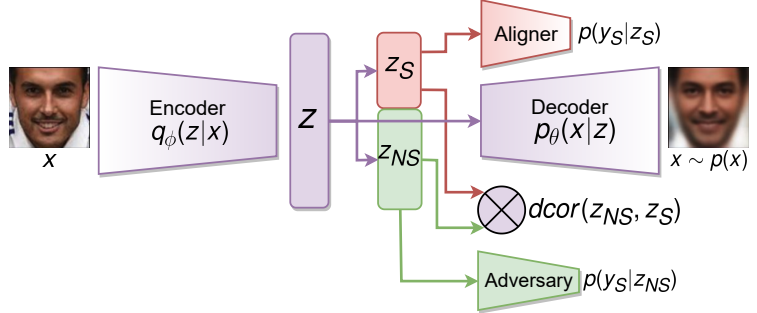 Aligner
p(y_S|z_S)
z_S
Encoder
q_ϕ(z|x)
z
Decoder
p_θ(x|z)
x
x ∼ p(x)
z_NS
dcor(z_NS, z_S)
Adversary
p(y_S|z_NS)